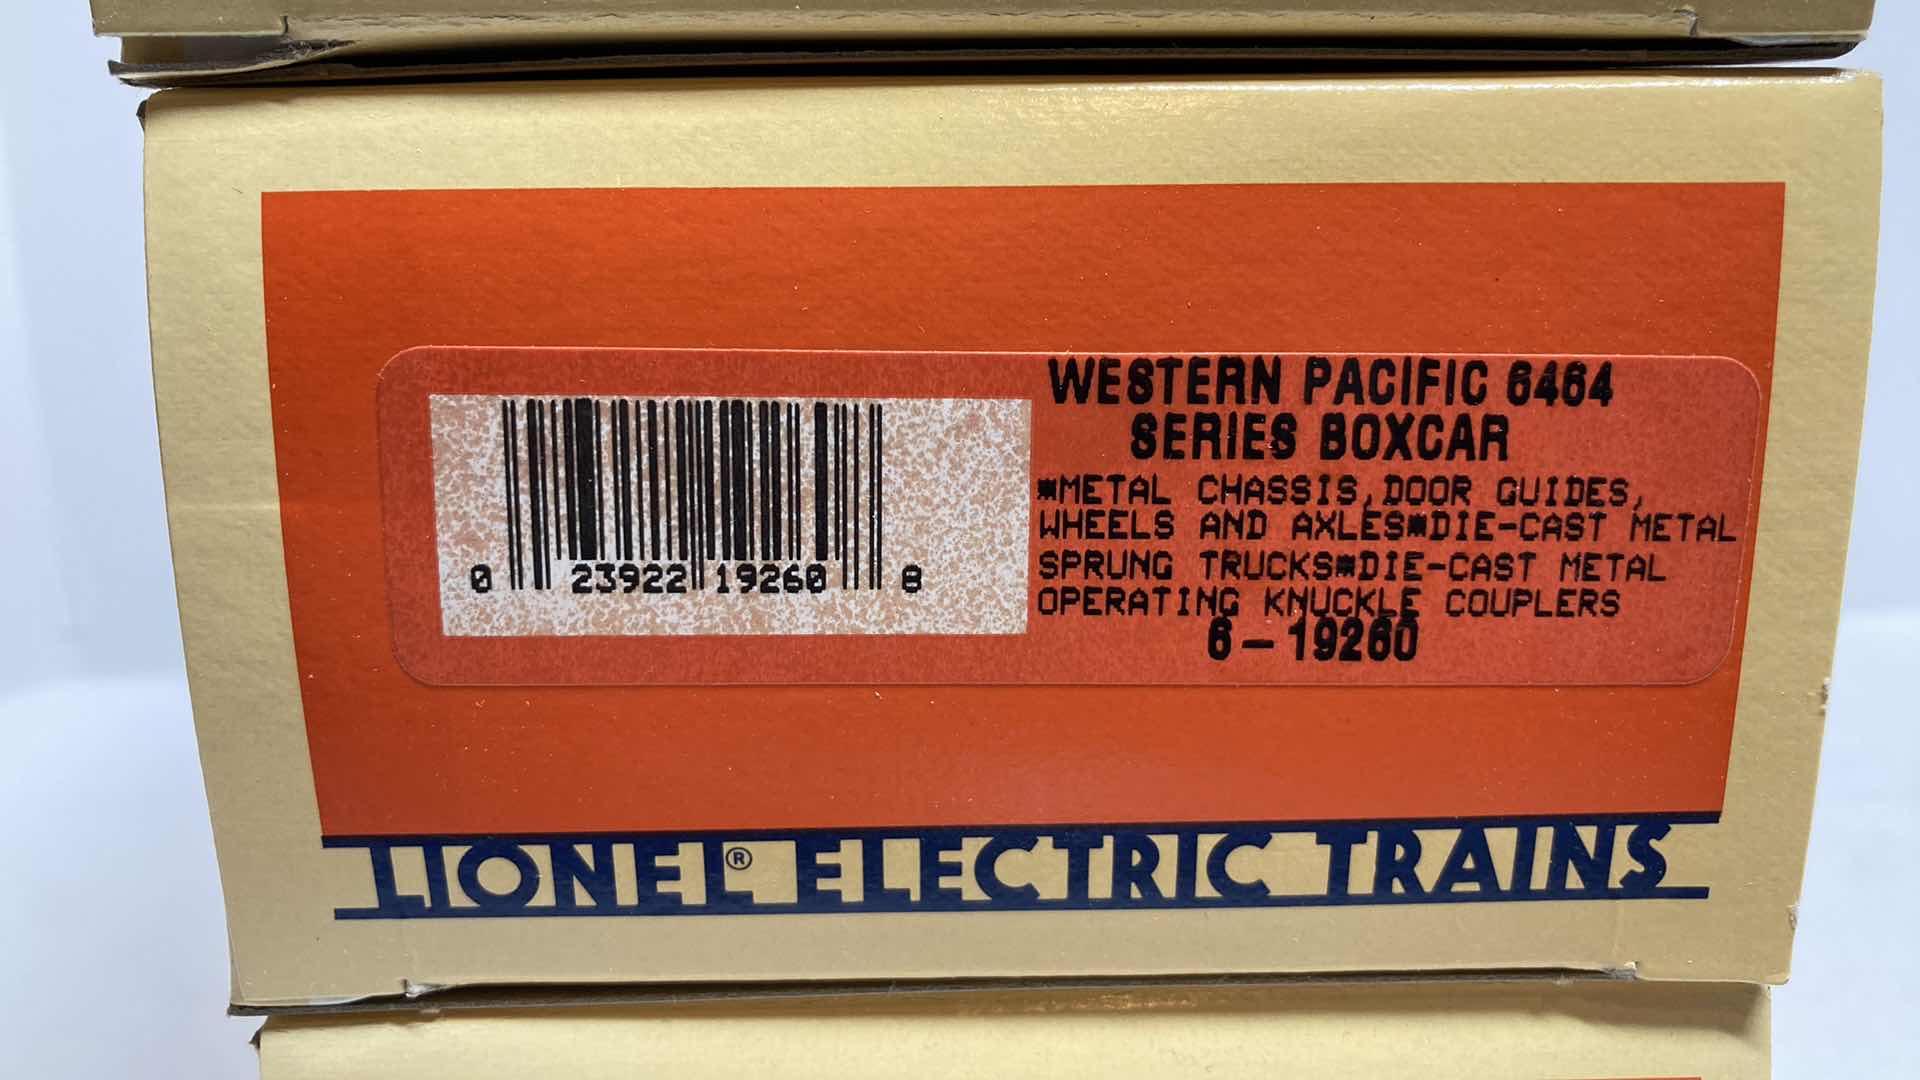 WESTERN PACIFIC 6464
SERIES BOXCAR
*METAL CHASSIS, DOOR GUIDES,
WHEELS AND AXLES*DIE-CAST METAL
SPRUNG TRUCKS*DIE-CAST METAL
OPERATING KNUCKLE COUPLERS
6-19260
0 23922 19260 8
LIONEL® ELECTRIC TRAINS